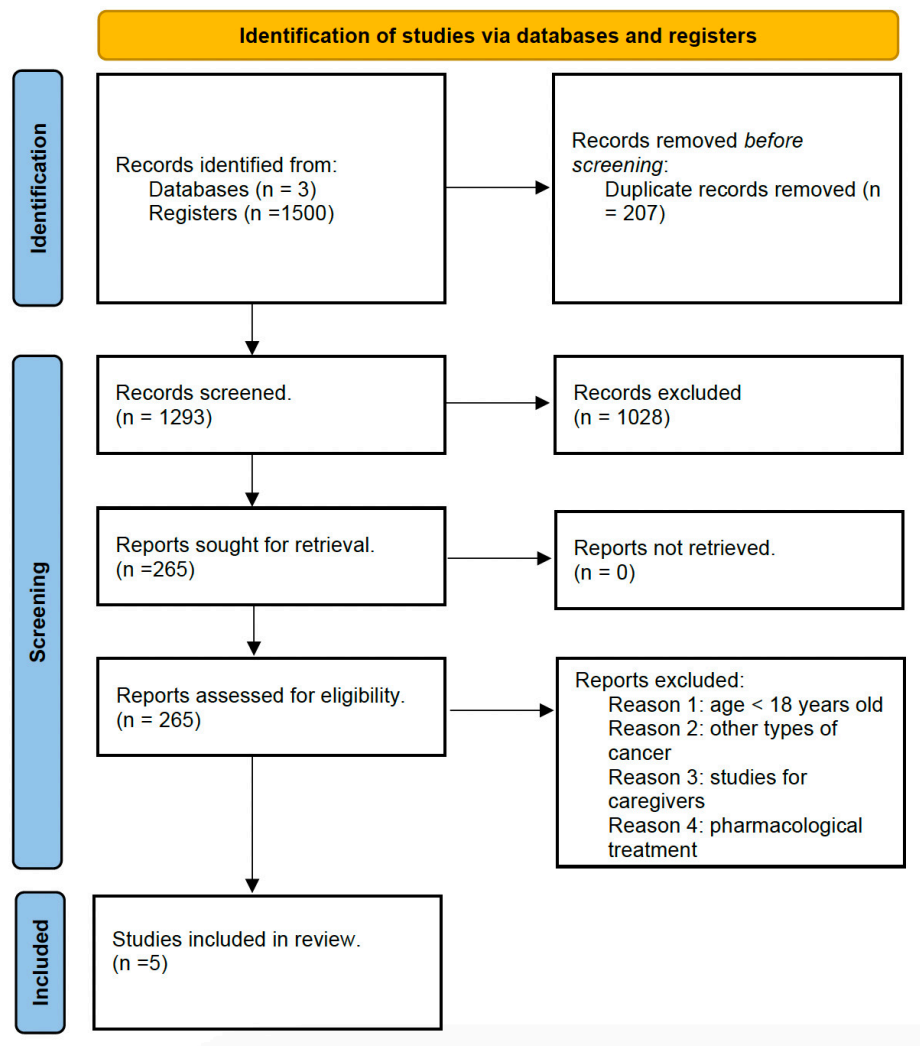 Identification of studies via databases and registers
Identification
Records identified from:
Databases (n = 3)
Registers (n =1500)
Records removed before
screening:
Duplicate records removed (n
= 207)
Screening
Records screened.
(n = 1293)
Records excluded
(n = 1028)
Reports sought for retrieval.
(n =265)
Reports not retrieved.
(n = 0)
Reports assessed for eligibility.
(n = 265)
Reports excluded:
Reason 1: age < 18 years old
Reason 2: other types of
cancer
Reason 3: studies for
caregivers
Reason 4: pharmacological
treatment
Included
Studies included in review.
(n =5)